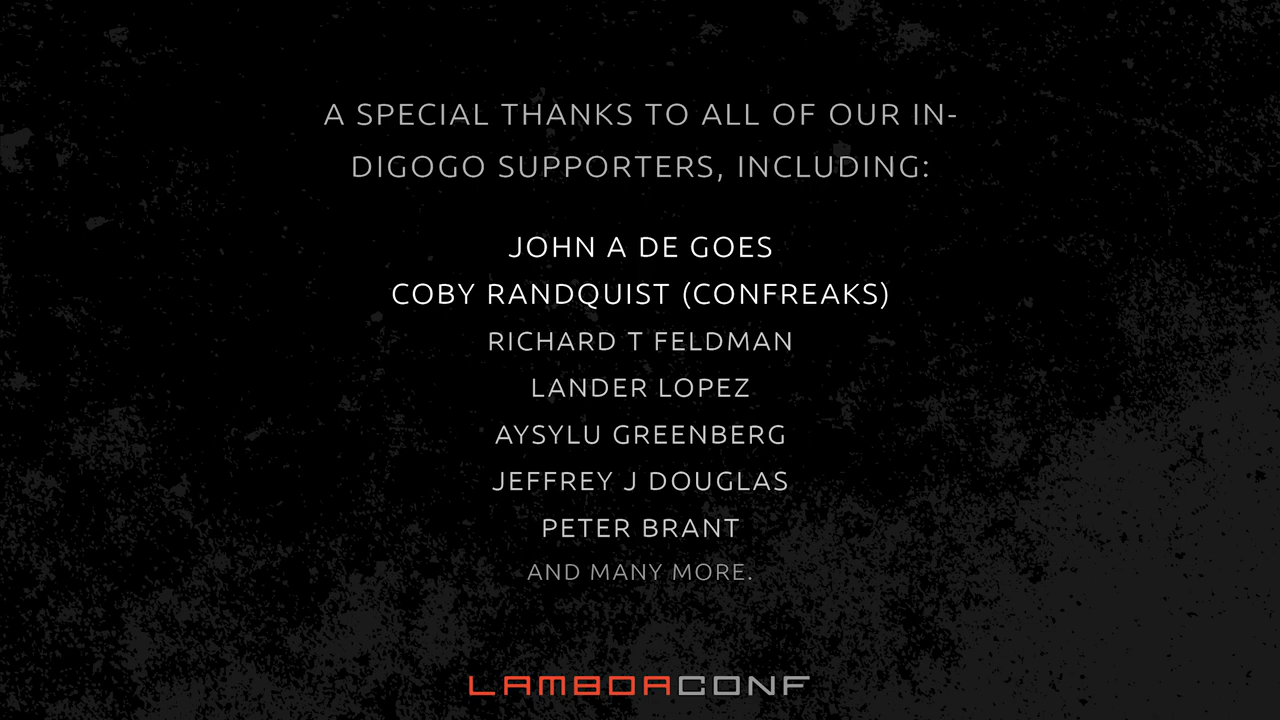 A SPECIAL THANKS TO ALL OF OUR IN-
DIGOGO SUPPORTERS, INCLUDING:
JOHN A DE GOES
COBY RANDQUIST (CONFREAKS)
RICHARD T FELDMAN
LANDER LOPEZ
AYSYLU GREENBERG
JEFFREY J DOUGLAS
PETER BRANT
AND MANY MORE.
LAMBDACONF